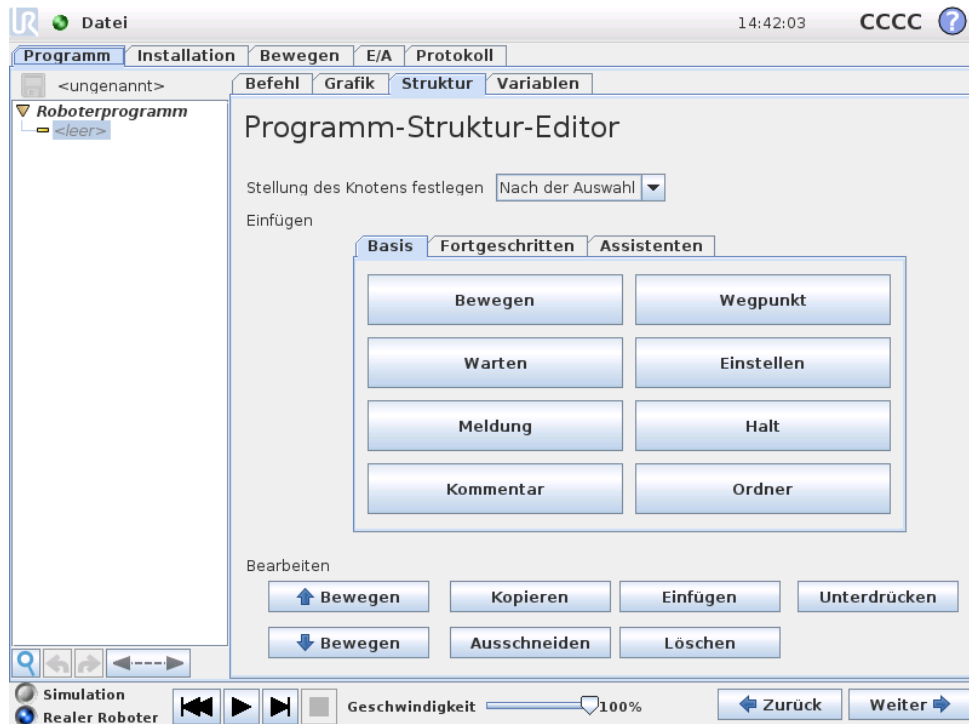 UR Datei 14:42:03 CCCC ?
Programm Installation Bewegen E/A Protokoll
<ungenannt> Befehl Grafik Struktur Variablen
Roboterprogramm
<leer>
Programm-Struktur-Editor
Stellung des Knotens festlegen Nach der Auswahl
Einfügen
Basis Fortgeschritten Assistenten
Bewegen Wegpunkt
Warten Einstellen
Meldung Halt
Kommentar Ordner
Bearbeiten
Bewegen Kopieren Einfügen Unterdrücken
Bewegen Ausschneiden Löschen
Simulation
Realer Roboter
Geschwindigkeit 100% Zurück Weiter